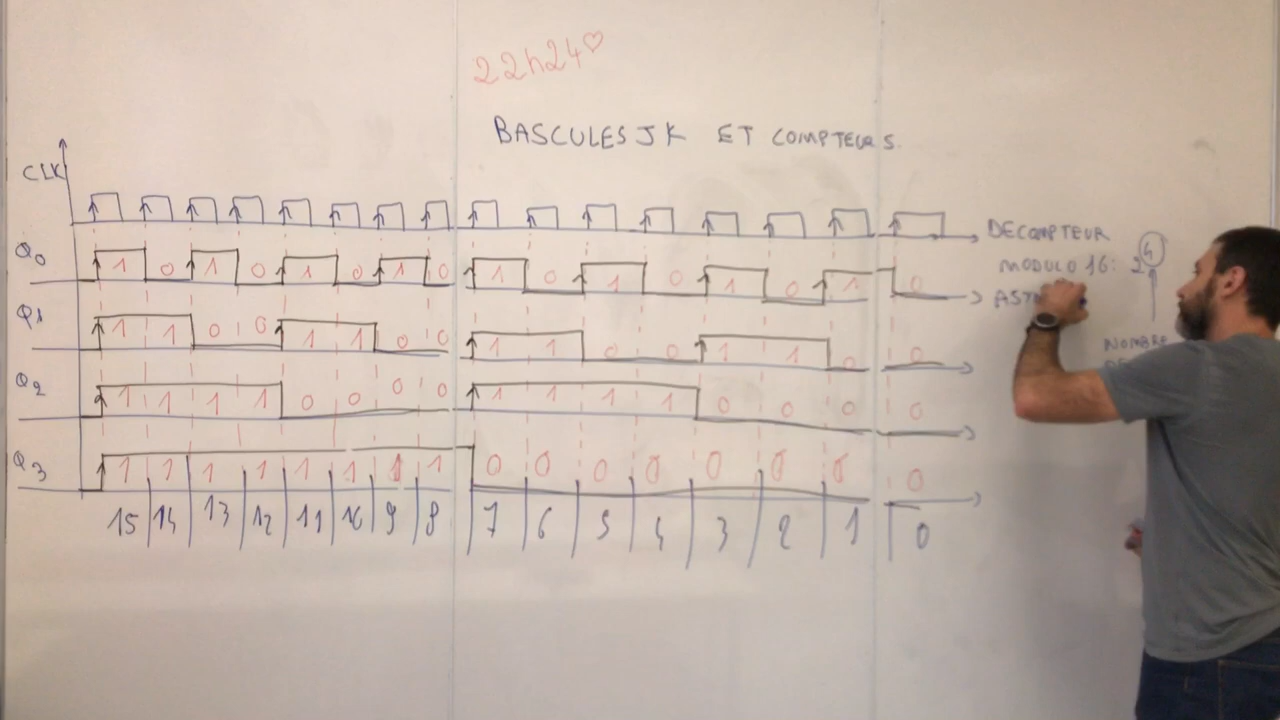 22h24♡
BASCULES JK ET COMPTEURS.
CLK
DECOMPTEUR
MODULO 16: 2⁴
Q0 1 0 1 0 1 0 1 0 1 0 1 0 1 0 1 0
Q1 1 1 0 0 1 1 0 0 1 1 0 0 1 1 0 0
NOMBRE
Q2 1 1 1 1 0 0 0 0 1 1 1 1 0 0 0 0
Q3 1 1 1 1 1 1 1 1 0 0 0 0 0 0 0 0
15 14 13 12 11 10 9 8 7 6 5 4 3 2 1 0